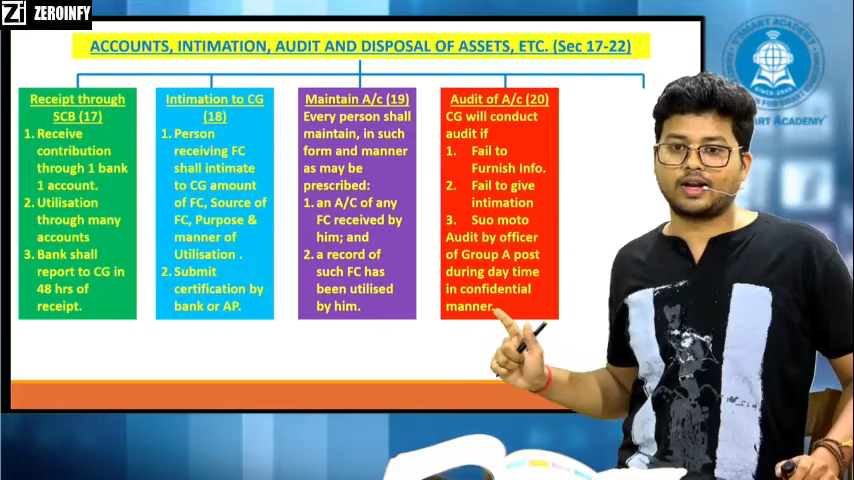 Zi ZEROINFY
ACCOUNTS, INTIMATION, AUDIT AND DISPOSAL OF ASSETS, ETC. (Sec 17-22)
Receipt through
SCB (17)
1. Receive
contribution
through 1 bank
1 account.
2. Utilisation
through many
accounts
3. Bank shall
report to CG in
48 hrs of
receipt.
Intimation to CG
(18)
1. Person
receiving FC
shall intimate
to CG amount
of FC, Source of
FC, Purpose &
manner of
Utilisation .
2. Submit
certification by
bank or AP.
Maintain A/c (19)
Every person shall
maintain, in such
form and manner
as may be
prescribed:
1. an A/C of any
FC received by
him; and
2. a record of
such FC has
been utilised
by him.
Audit of A/c (20)
CG will conduct
audit if
1. Fail to
Furnish Info.
2. Fail to give
intimation
3. Suo moto
Audit by officer
of Group A post
during day time
in confidential
manner.
SMART ACADEMY